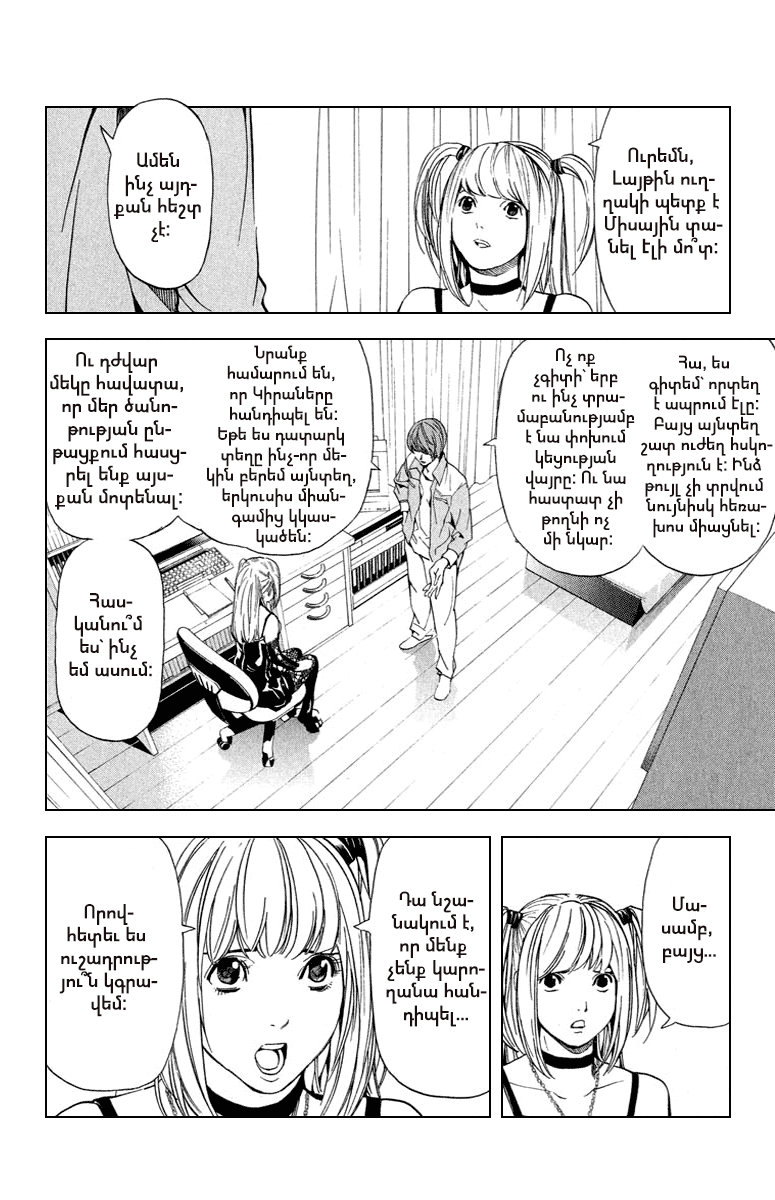 Ուրեմն,
Լայթին ուղ-
ղակի պետք է
Միսային տա-
նել էլի մո՞տ:
Ամեն
ինչ այդ-
քան հեշտ
չէ:
Հա, ես
գիտեմ՝ որտեղ
է ապրում էլը:
Բայց այնտեղ
շատ ուժեղ հսկո-
ղություն է: Ինձ
թույլ չի տրվում
նույնիսկ հեռա-
խոս միացնել:
Ոչ ոք
չգիտի՝ երբ
ու ինչ տրա-
մաբանությամբ
է նա փոխում
կեցության
վայրը: Ու նա
հաստատ չի
թողնի ոչ
մի նկար:
Նրանք
համարում են,
որ Կիրաները
հանդիպել են:
Եթե ես դատարկ
տեղը ինչ-որ մե-
կին բերեմ այնտեղ,
երկուսիս միան-
գամից կկաս-
կածեն:
Ու դժվար
մեկը հավատա,
որ մեր ծանո-
թության ըն-
թացքում հասց-
րել ենք այս-
քան մոտենալ:
Հաս-
կանու՞մ
ես՝ ինչ
եմ ասում:
Մա-
սամբ,
բայց...
Դա նշա-
նակում է,
որ մենք
չենք կարո-
ղանա հան-
դիպել...
Որով-
հետեւ ես
ուշադրութ-
յու՞ն կգրա-
վեմ: